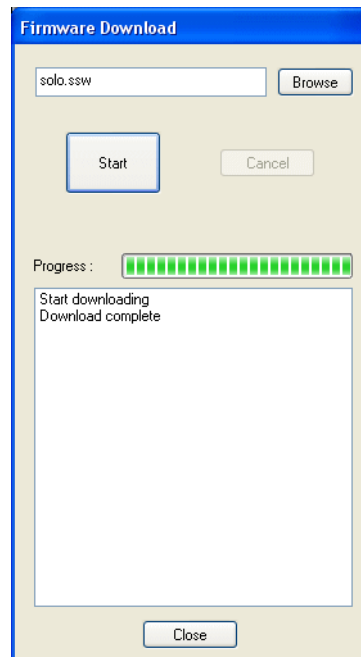 Firmware Download
solo.ssw
Browse
Start
Cancel
Progress :
Start downloading
Download complete
Close